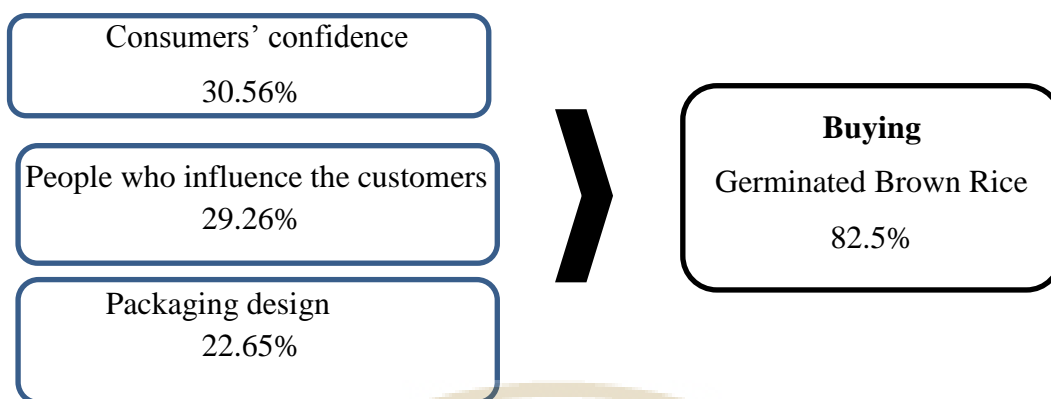 Consumers’ confidence
30.56%
People who influence the customers
29.26%
Packaging design
22.65%
Buying
Germinated Brown Rice
82.5%